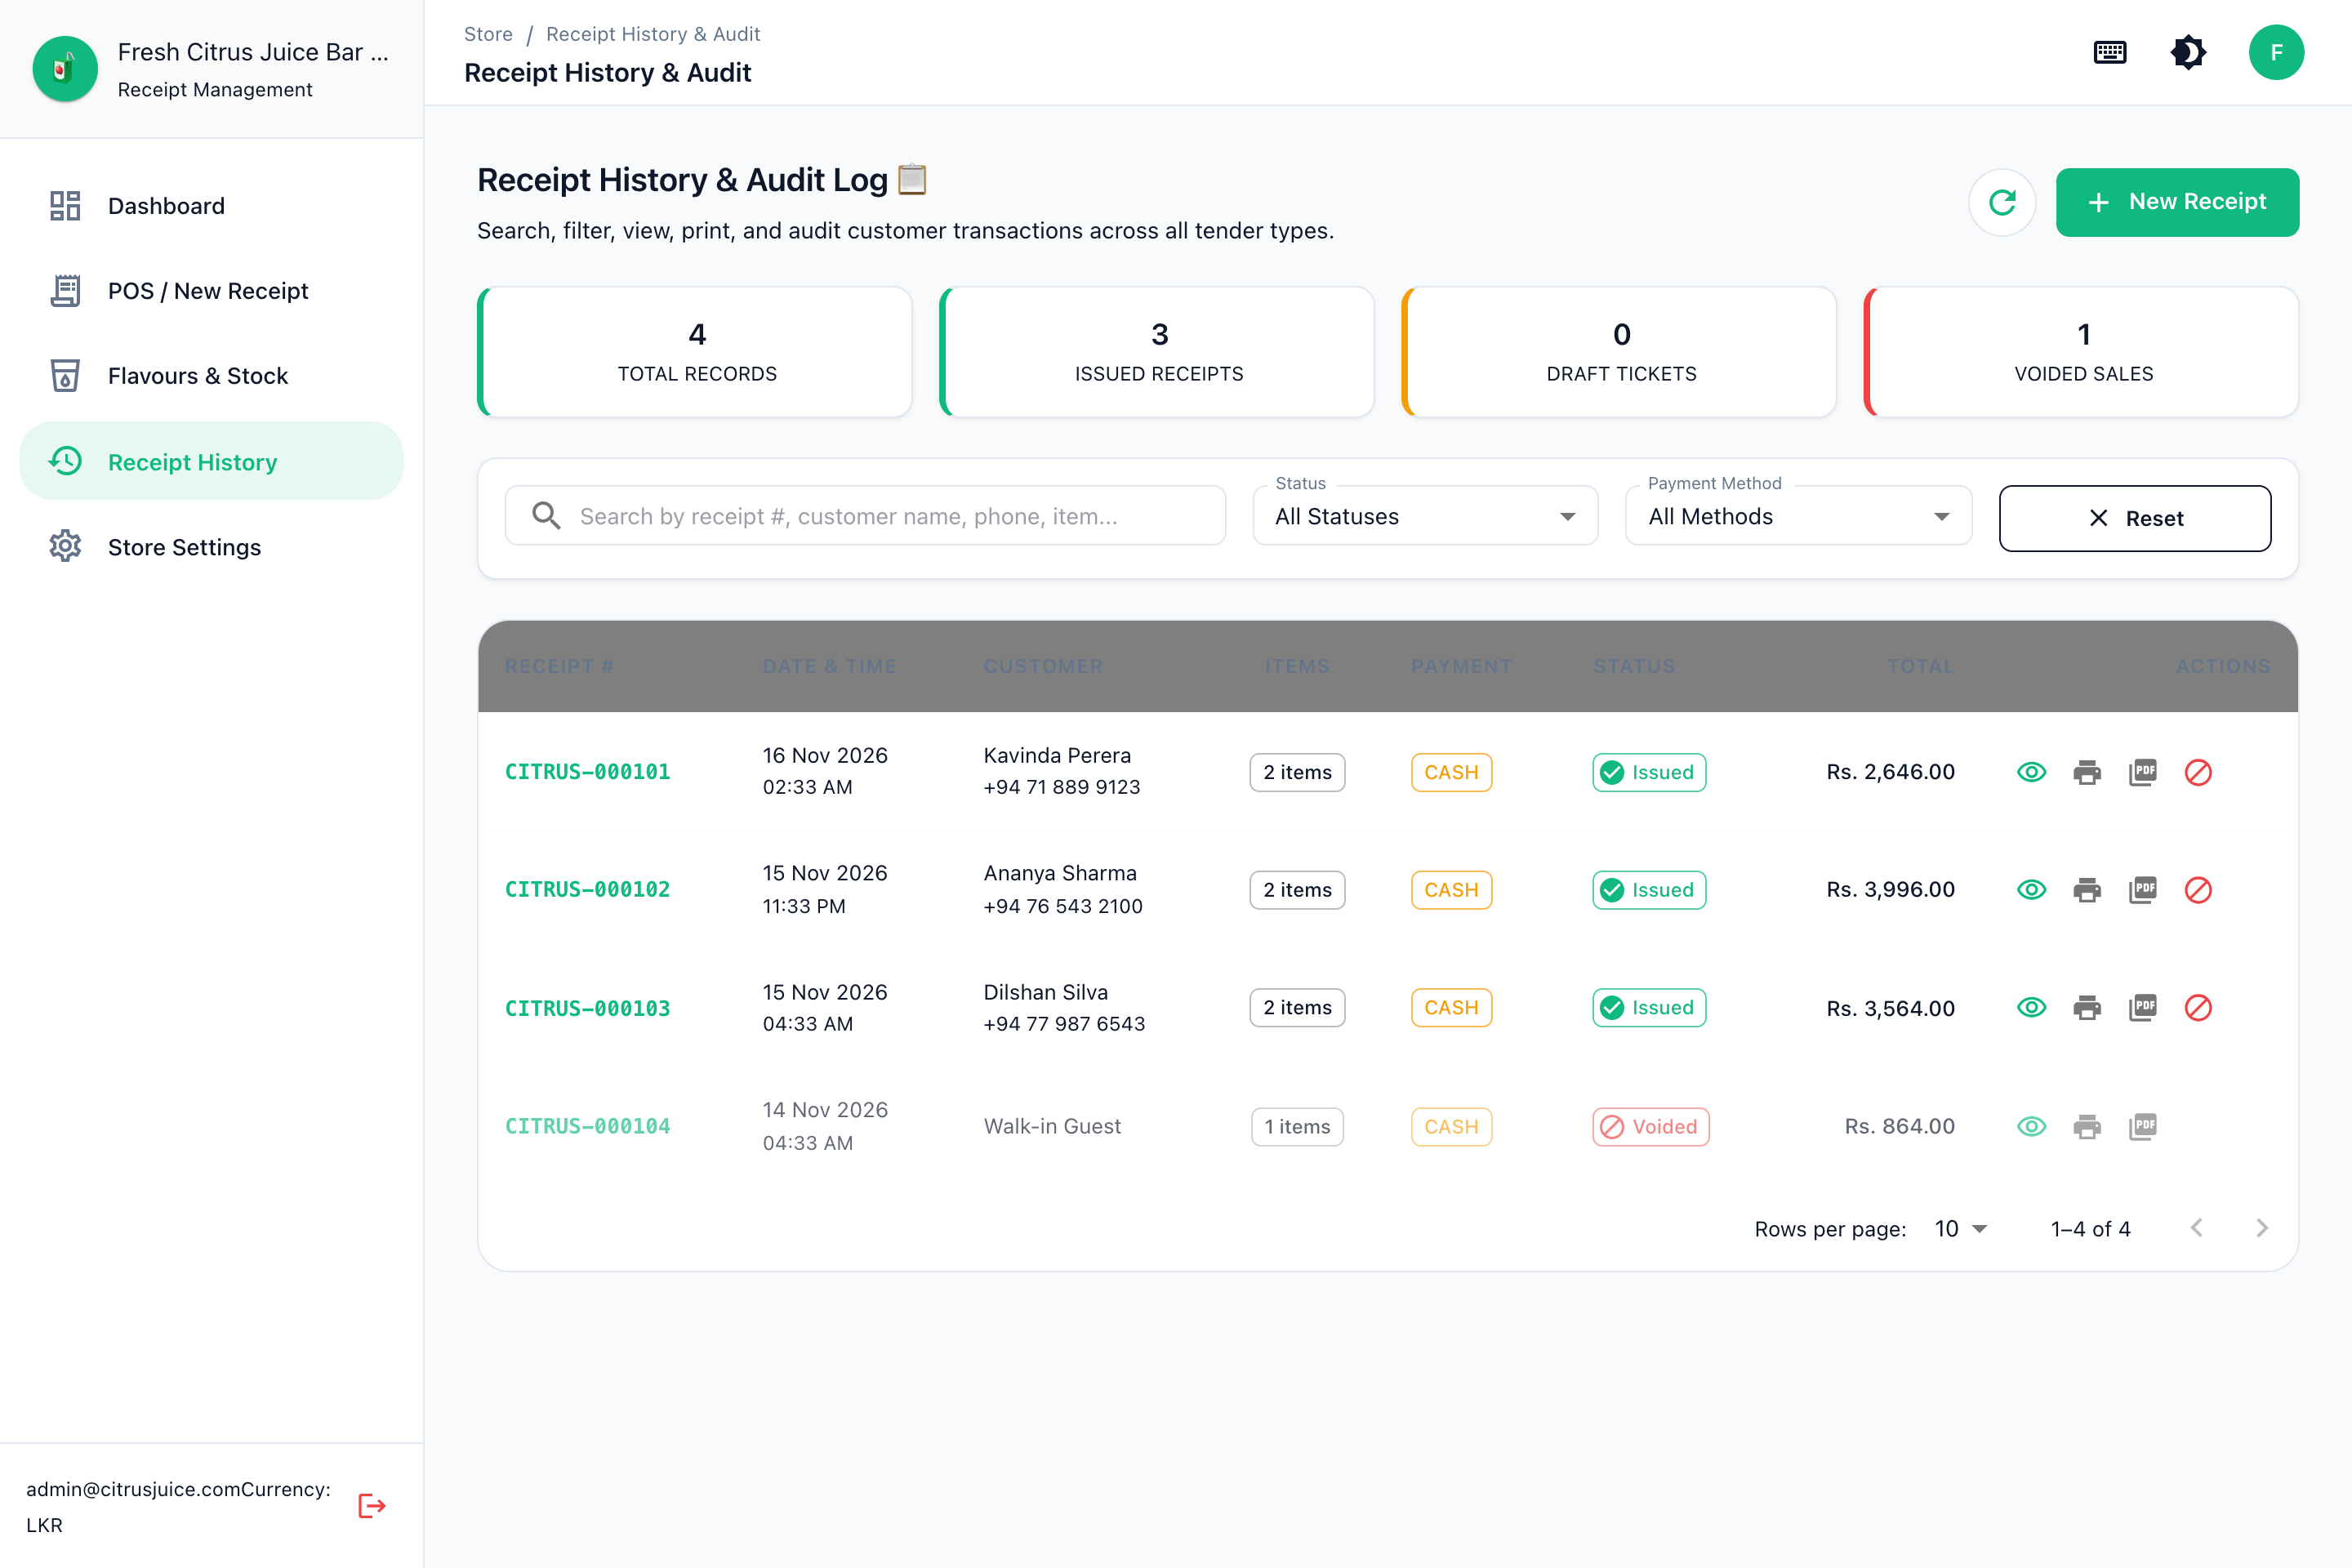 Fresh Citrus Juice Bar ...
Receipt Management
Dashboard
POS / New Receipt
Flavours & Stock
Receipt History
Store Settings
admin@citrusjuice.comCurrency:
LKR
Store / Receipt History & Audit
Receipt History & Audit
F
Receipt History & Audit Log
Search, filter, view, print, and audit customer transactions across all tender types.
New Receipt
4
TOTAL RECORDS
3
ISSUED RECEIPTS
0
DRAFT TICKETS
1
VOIDED SALES
Search by receipt #, customer name, phone, item...
Status
All Statuses
Payment Method
All Methods
Reset
RECEIPT # DATE & TIME CUSTOMER ITEMS PAYMENT STATUS TOTAL ACTIONS
CITRUS-000101 16 Nov 2026 02:33 AM Kavinda Perera +94 71 889 9123 2 items CASH Issued Rs. 2,646.00 PDF
CITRUS-000102 15 Nov 2026 11:33 PM Ananya Sharma +94 76 543 2100 2 items CASH Issued Rs. 3,996.00 PDF
CITRUS-000103 15 Nov 2026 04:33 AM Dilshan Silva +94 77 987 6543 2 items CASH Issued Rs. 3,564.00 PDF
CITRUS-000104 14 Nov 2026 04:33 AM Walk-in Guest 1 items CASH Voided Rs. 864.00 PDF
Rows per page: 10 1–4 of 4